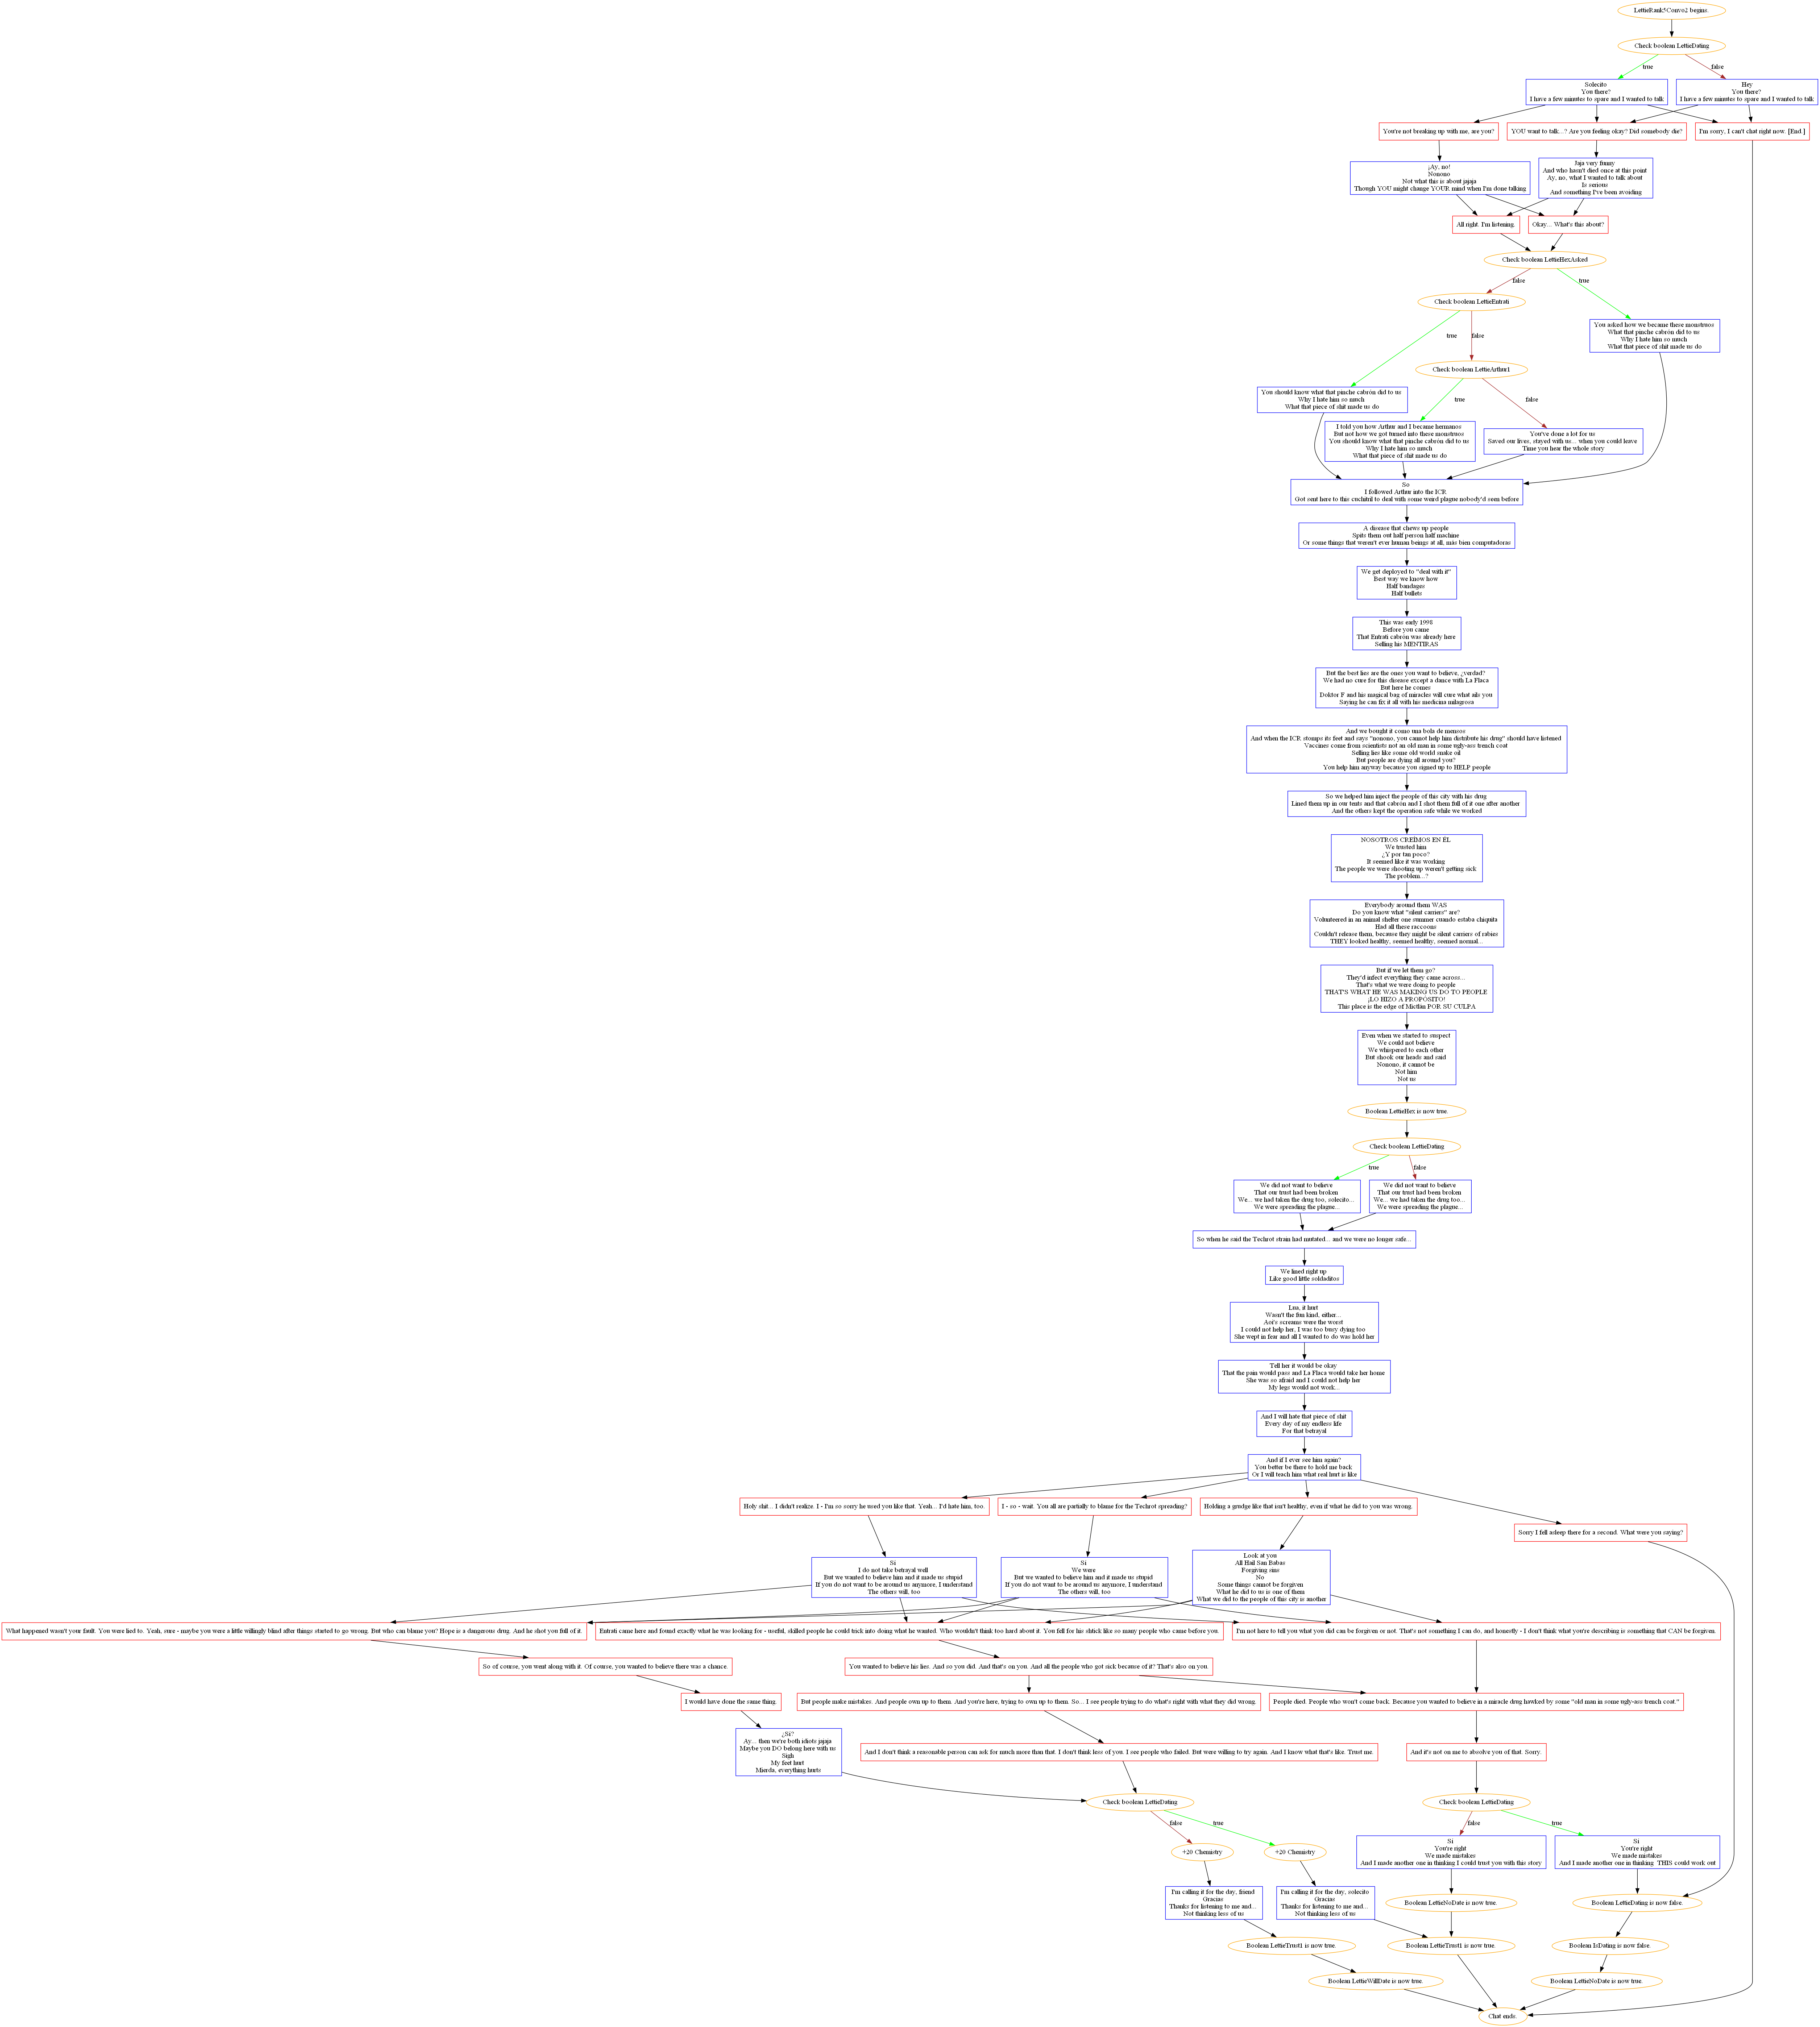 LettieRank5Convo2 begins.
Check boolean LettieDating
true
false
Solecito
You there?
I have a few minutes to spare and I wanted to talk
Hey
You there?
I have a few minutes to spare and I wanted to talk
You're not breaking up with me, are you?
YOU want to talk...? Are you feeling okay? Did somebody die?
I'm sorry, I can't chat right now. [End.]
¡Ay, no!
Nonono
Not what this is about jajaja
Though YOU might change YOUR mind when I'm done talking
Jaja very funny
And who hasn't died once at this point
Ay, no, what I wanted to talk about
Is serious
And something I've been avoiding
All right. I'm listening.
Okay... What's this about?
Check boolean LettieHexAsked
false
true
Check boolean LettieEntrati
You asked how we became these monstruos
What that pinche cabrón did to us
Why I hate him so much
What that piece of shit made us do
true
false
Check boolean LettieArthur1
You should know what that pinche cabrón did to us
Why I hate him so much
What that piece of shit made us do
true
false
I told you how Arthur and I became hermanos
But not how we got turned into these monstruos
You should know what that pinche cabrón did to us
Why I hate him so much
What that piece of shit made us do
You've done a lot for us
Saved our lives, stayed with us... when you could leave
Time you hear the whole story
So
I followed Arthur into the ICR
Got sent here to this cuchitril to deal with some weird plague nobody'd seen before
A disease that chews up people
Spits them out half person half machine
Or some things that weren't ever human beings at all, más bien computadoras
We get deployed to "deal with it"
Best way we know how
Half bandages
Half bullets
This was early 1998
Before you came
That Entrati cabrón was already here
Selling his MENTIRAS
But the best lies are the ones you want to believe, ¿verdad?
We had no cure for this disease except a dance with La Flaca
But here he comes
Doktor F and his magical bag of miracles will cure what ails you
Saying he can fix it all with his medicina milagrosa
And we bought it como una bola de mensos
And when the ICR stomps its feet and says "nonono, you cannot help him distribute his drug" should have listened
Vaccines come from scientists not an old man in some ugly-ass trench coat
Selling lies like some old world snake oil
But people are dying all around you?
You help him anyway because you signed up to HELP people
So we helped him inject the people of this city with his drug
Lined them up in our tents and that cabrón and I shot them full of it one after another
And the others kept the operation safe while we worked
NOSOTROS CREÍMOS EN ÉL
We trusted him
¿Y por tan poco?
It seemed like it was working
The people we were shooting up weren't getting sick
The problem...?
Everybody around them WAS
Do you know what "silent carriers" are?
Volunteered in an animal shelter one summer cuando estaba chiquita
Had all these raccoons
Couldn't release them, because they might be silent carriers of rabies
THEY looked healthy, seemed healthy, seemed normal...
But if we let them go?
They'd infect everything they came across...
That's what we were doing to people
THAT'S WHAT HE WAS MAKING US DO TO PEOPLE
¡LO HIZO A PROPÓSITO!
This place is the edge of Mictlán POR SU CULPA
Even when we started to suspect
We could not believe
We whispered to each other
But shook our heads and said
Nonono, it cannot be
Not him
Not us
Boolean LettieHex is now true.
Check boolean LettieDating
true
false
We did not want to believe
That our trust had been broken
We... we had taken the drug too, solecito...
We were spreading the plague...
We did not want to believe
That our trust had been broken
We... we had taken the drug too...
We were spreading the plague...
So when he said the Techrot strain had mutated... and we were no longer safe...
We lined right up
Like good little soldaditos
Lua, it hurt
Wasn't the fun kind, either...
Aoi's screams were the worst
I could not help her, I was too busy dying too
She wept in fear and all I wanted to do was hold her
Tell her it would be okay
That the pain would pass and La Flaca would take her home
She was so afraid and I could not help her
My legs would not work...
And I will hate that piece of shit
Every day of my endless life
For that betrayal
And if I ever see him again?
You better be there to hold me back
Or I will teach him what real hurt is like
Holy shit... I didn't realize. I - I'm so sorry he used you like that. Yeah... I'd hate him, too.
I - so - wait. You all are partially to blame for the Techrot spreading?
Holding a grudge like that isn't healthy, even if what he did to you was wrong.
Sorry I fell asleep there for a second. What were you saying?
Sí
I do not take betrayal well
But we wanted to believe him and it made us stupid
If you do not want to be around us anymore, I understand
The others will, too
Sí
We were
But we wanted to believe him and it made us stupid
If you do not want to be around us anymore, I understand
The others will, too
Look at you
All Hail San Babas
Forgiving sins
No
Some things cannot be forgiven
What he did to us is one of them
What we did to the people of this city is another
What happened wasn't your fault. You were lied to. Yeah, sure - maybe you were a little willingly blind after things started to go wrong. But who can blame you? Hope is a dangerous drug. And he shot you full of it.
Entrati came here and found exactly what he was looking for - useful, skilled people he could trick into doing what he wanted. Who wouldn't think too hard about it. You fell for his shtick like so many people who came before you.
I'm not here to tell you what you did can be forgiven or not. That's not something I can do, and honestly - I don't think what you're describing is something that CAN be forgiven.
So of course, you went along with it. Of course, you wanted to believe there was a chance.
You wanted to believe his lies. And so you did. And that's on you. And all the people who got sick because of it? That's also on you.
I would have done the same thing.
But people make mistakes. And people own up to them. And you're here, trying to own up to them. So... I see people trying to do what's right with what they did wrong.
People died. People who won't come back. Because you wanted to believe in a miracle drug hawked by some "old man in some ugly-ass trench coat."
¿Sí?
Ay... then we're both idiots jajaja
Maybe you DO belong here with us
Sigh
My feet hurt
Mierda, everything hurts
And I don't think a reasonable person can ask for much more than that. I don't think less of you. I see people who failed. But were willing to try again. And I know what that's like. Trust me.
And it's not on me to absolve you of that. Sorry.
Check boolean LettieDating
Check boolean LettieDating
false
true
false
true
+20 Chemistry
+20 Chemistry
Sí
You're right
We made mistakes
And I made another one in thinking I could trust you with this story
Sí
You're right
We made mistakes
And I made another one in thinking THIS could work out
I'm calling it for the day, friend
Gracias
Thanks for listening to me and...
Not thinking less of us
I'm calling it for the day, solecito
Gracias
Thanks for listening to me and...
Not thinking less of us
Boolean LettieNoDate is now true.
Boolean LettieDating is now false.
Boolean LettieTrust1 is now true.
Boolean LettieTrust1 is now true.
Boolean IsDating is now false.
Boolean LettieWillDate is now true.
Boolean LettieNoDate is now true.
Chat ends.